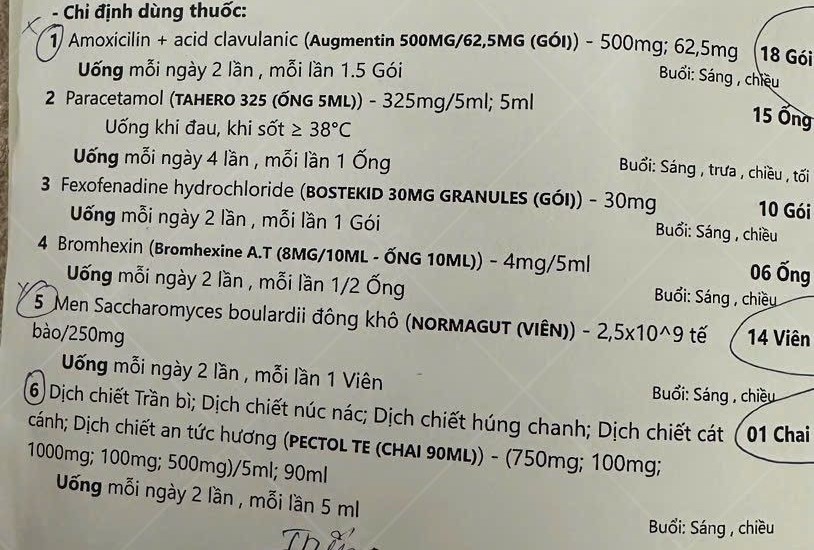 - Chỉ định dùng thuốc:
1 Amoxicilin + acid clavulanic (Augmentin 500MG/62,5MG (GÓI)) - 500mg; 62,5mg 18 Gói
Uống mỗi ngày 2 lần , mỗi lần 1.5 Gói Buổi: Sáng , chiều
2 Paracetamol (TAHERO 325 (ỐNG 5ML)) - 325mg/5ml; 5ml 15 Ống
Uống khi đau, khi sốt ≥ 38°C
Uống mỗi ngày 4 lần , mỗi lần 1 Ống Buổi: Sáng , trưa , chiều , tối
3 Fexofenadine hydrochloride (BOSTEKID 30MG GRANULES (GÓI)) - 30mg 10 Gói
Uống mỗi ngày 2 lần , mỗi lần 1 Gói Buổi: Sáng , chiều
4 Bromhexin (Bromhexine A.T (8MG/10ML - ỐNG 10ML)) - 4mg/5ml 06 Ống
Uống mỗi ngày 2 lần , mỗi lần 1/2 Ống Buổi: Sáng , chiều
5 Men Saccharomyces boulardii đông khô (NORMAGUT (VIÊN)) - 2,5x10^9 tế 14 Viên
bào/250mg
Uống mỗi ngày 2 lần , mỗi lần 1 Viên Buổi: Sáng , chiều
6 Dịch chiết Trần bì; Dịch chiết núc nác; Dịch chiết húng chanh; Dịch chiết cát 01 Chai
cánh; Dịch chiết an tức hương (PECTOL TE (CHAI 90ML)) - (750mg; 100mg;
1000mg; 100mg; 500mg)/5ml; 90ml
Uống mỗi ngày 2 lần , mỗi lần 5 ml Buổi: Sáng , chiều